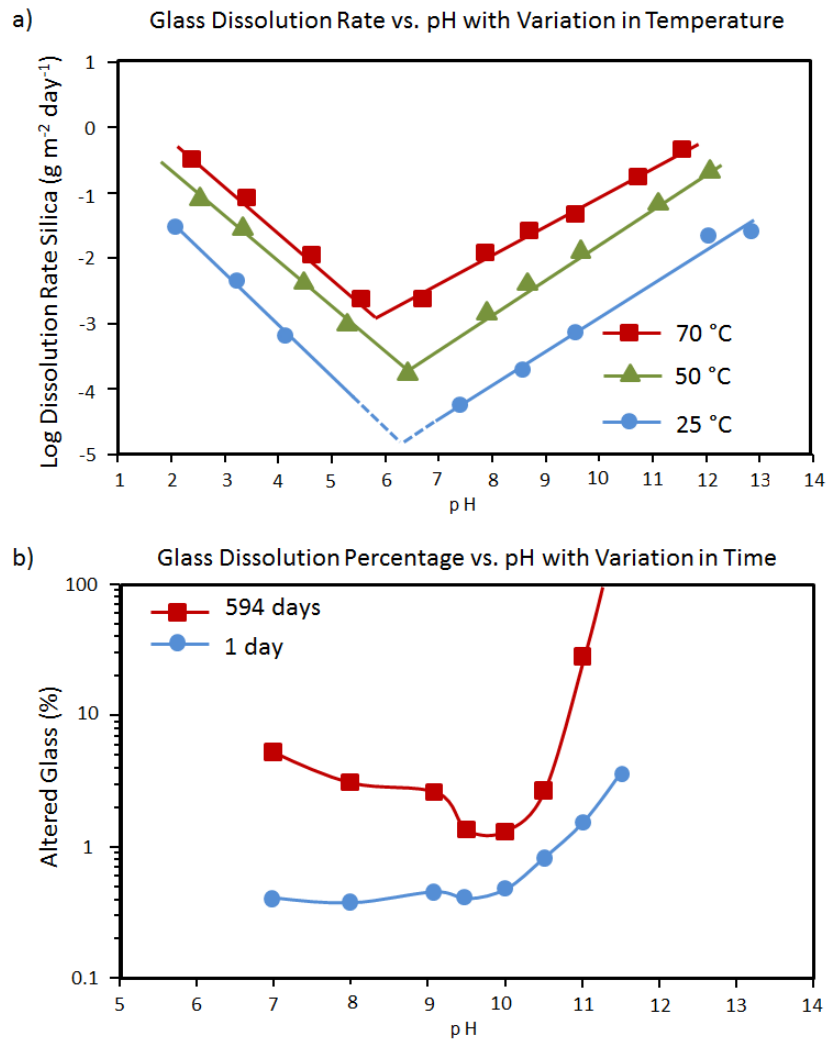 a) Glass Dissolution Rate vs. pH with Variation in Temperature
Log Dissolution Rate Silica (g m⁻² day⁻¹)
1
0
-1
-2
-3
-4
-5
70 °C
50 °C
25 °C
1 2 3 4 5 6 7 8 9 10 11 12 13 14
p H
b) Glass Dissolution Percentage vs. pH with Variation in Time
Altered Glass (%)
100
10
1
0.1
594 days
1 day
5 6 7 8 9 10 11 12 13 14
p H